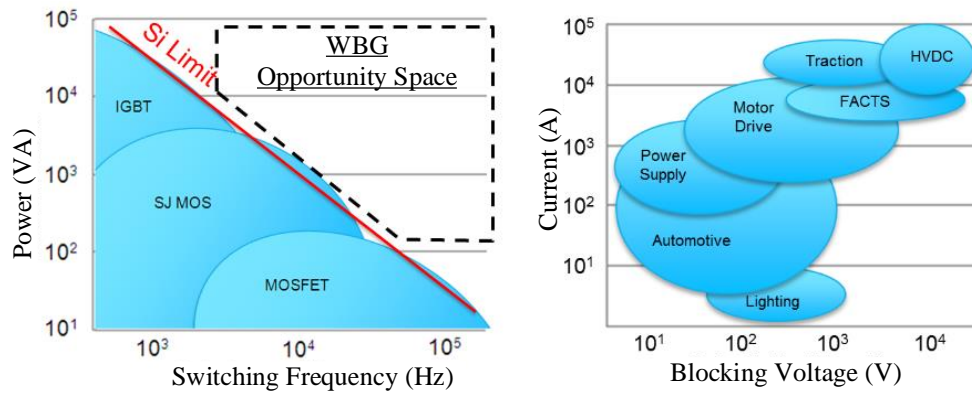 Power (VA)
10⁵
10⁴
10³
10²
10¹
Si Limit
WBG
Opportunity Space
IGBT
SJ MOS
MOSFET
10³
10⁴
10⁵
Switching Frequency (Hz)
Current (A)
10⁵
10⁴
10³
10²
10¹
Traction
HVDC
FACTS
Motor
Drive
Power
Supply
Automotive
Lighting
10¹
10²
10³
10⁴
Blocking Voltage (V)